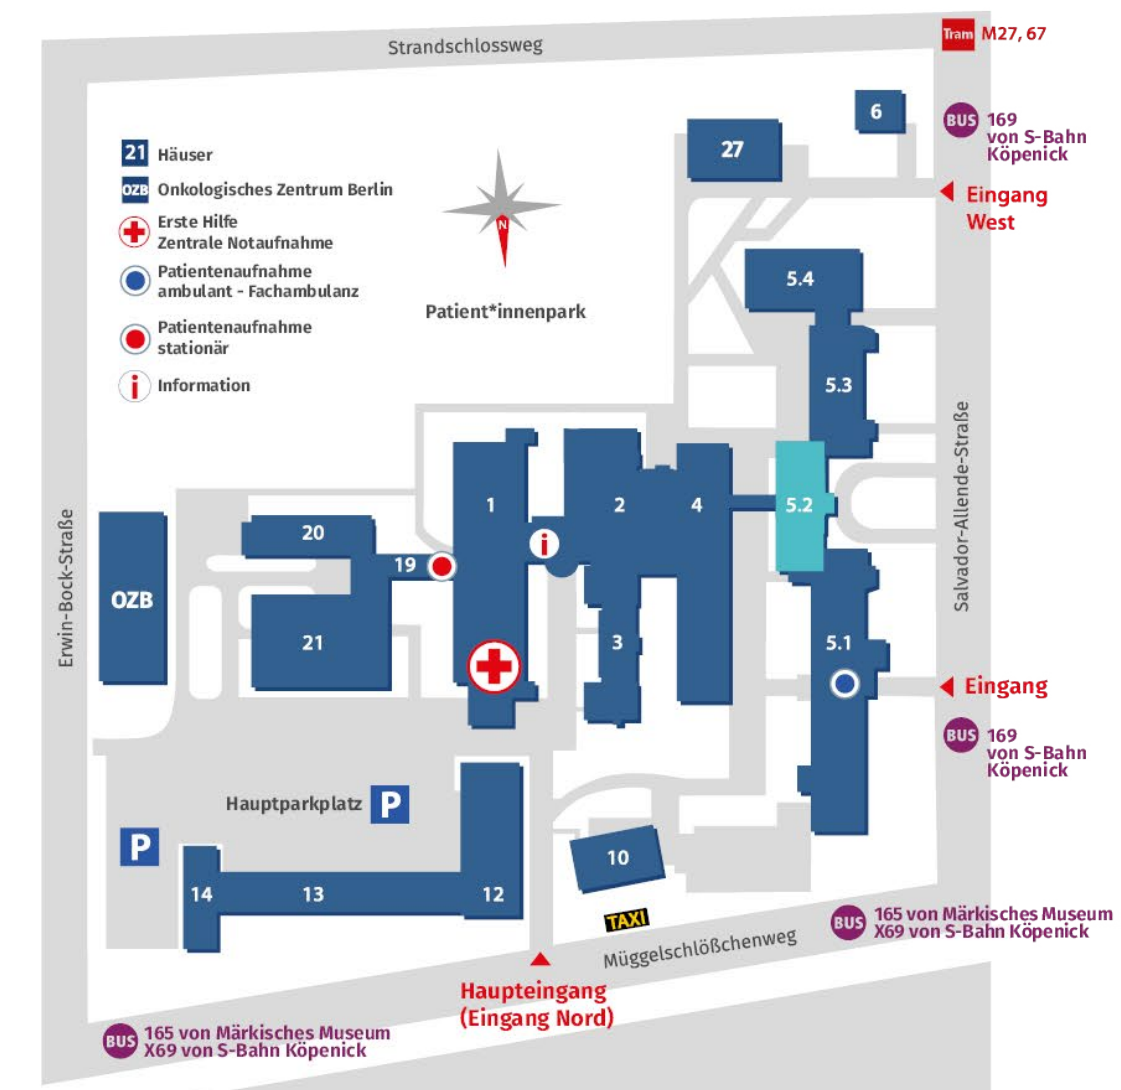 Strandschlossweg
Tram M27, 67
6
BUS 169
von S-Bahn
Köpenick
27
21 Häuser
OZB Onkologisches Zentrum Berlin
Erste Hilfe
Zentrale Notaufnahme
Patientenaufnahme
ambulant - Fachambulanz
Patientenaufnahme
stationär
i Information
N
Patient*innenpark
Eingang
West
5.4
5.3
Salvador-Allende-Straße
Erwin-Bock-Straße
1
2
4
5.2
20
i
19
OZB
21
3
5.1
Eingang
BUS 169
von S-Bahn
Köpenick
Hauptparkplatz P
P
10
14
13
12
TAXI
BUS 165 von Märkisches Museum
X69 von S-Bahn Köpenick
Müggelschlößchenweg
Haupteingang
(Eingang Nord)
BUS 165 von Märkisches Museum
X69 von S-Bahn Köpenick